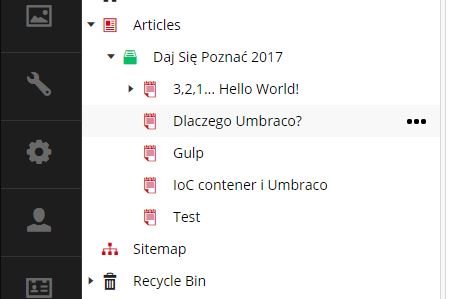 Articles
Daj Się Poznać 2017
3,2,1... Hello World!
Dlaczego Umbraco?
Gulp
IoC contener i Umbraco
Test
Sitemap
Recycle Bin